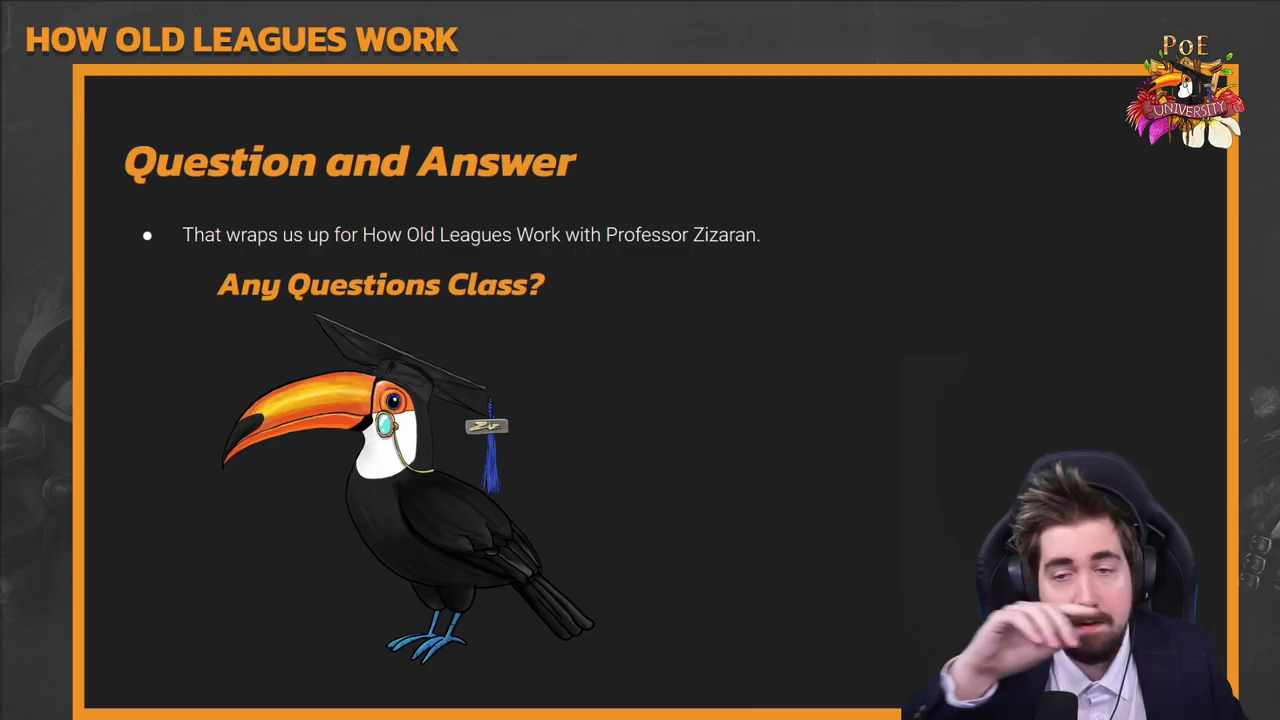 HOW OLD LEAGUES WORK
PoE
UNIVERSITY
Question and Answer
That wraps us up for How Old Leagues Work with Professor Zizaran.
Any Questions Class?